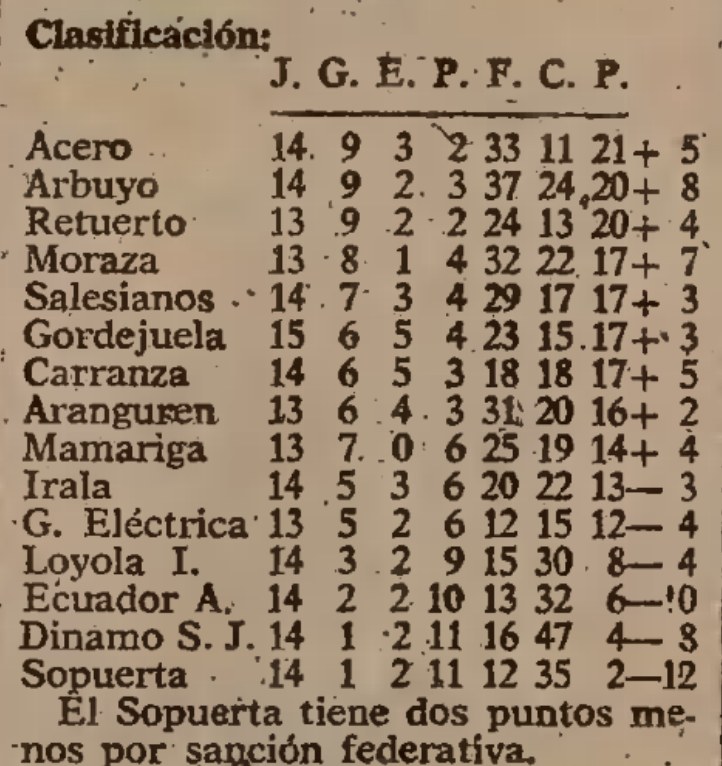 Clasificación:
J. G. E. P. F. C. P.
Acero 14 9 3 2 33 11 21+ 5
Arbuyo 14 9 2 3 37 24 20+ 8
Retuerto 13 9 2 2 24 13 20+ 4
Moraza 13 8 1 4 32 22 17+ 7
Salesianos 14 7 3 4 29 17 17+ 3
Gordejuela 15 6 5 4 23 15 17+ 3
Carranza 14 6 5 3 18 18 17+ 5
Aranguren 13 6 4 3 31 20 16+ 2
Mamariga 13 7 0 6 25 19 14+ 4
Irala 14 5 3 6 20 22 13— 3
G. Eléctrica 13 5 2 6 12 15 12— 4
Loyola I. 14 3 2 9 15 30 8— 4
Ecuador A. 14 2 2 10 13 32 6—10
Dinamo S. J. 14 1 2 11 16 47 4— 8
Sopuerta 14 1 2 11 12 35 2—12
El Sopuerta tiene dos puntos me-
nos por sanción federativa.